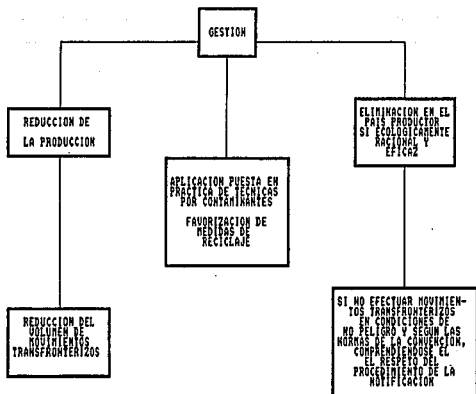 GESTION
REDUCCION DE
LA PRODUCCION
APLICACION PUESTA EN
PRACTICA DE TECNICAS
POR CONTAMINANTES
FAVORIZACION DE
MEDIDAS DE
RECICLAJE
ELIMINACION EN EL
PAIS PRODUCTOR
SI ECOLOGICAMENTE
RACIONAL Y
EFICAZ
REDUCCION DEL
VOLUMEN DE
MOVIMIENTOS
TRANSFRONTERIZOS
SI NO EFECTUAR MOVIMIEN-
TOS TRANSFRONTERIZOS
EN CONDICIONES DE
NO PELIGRO Y SEGUN LAS
NORMAS DE LA CONVENCION,
COMPRENDIENDOSE EL
EL RESPETO DEL
PROCEDIMIENTO DE LA
NOTIFICACION